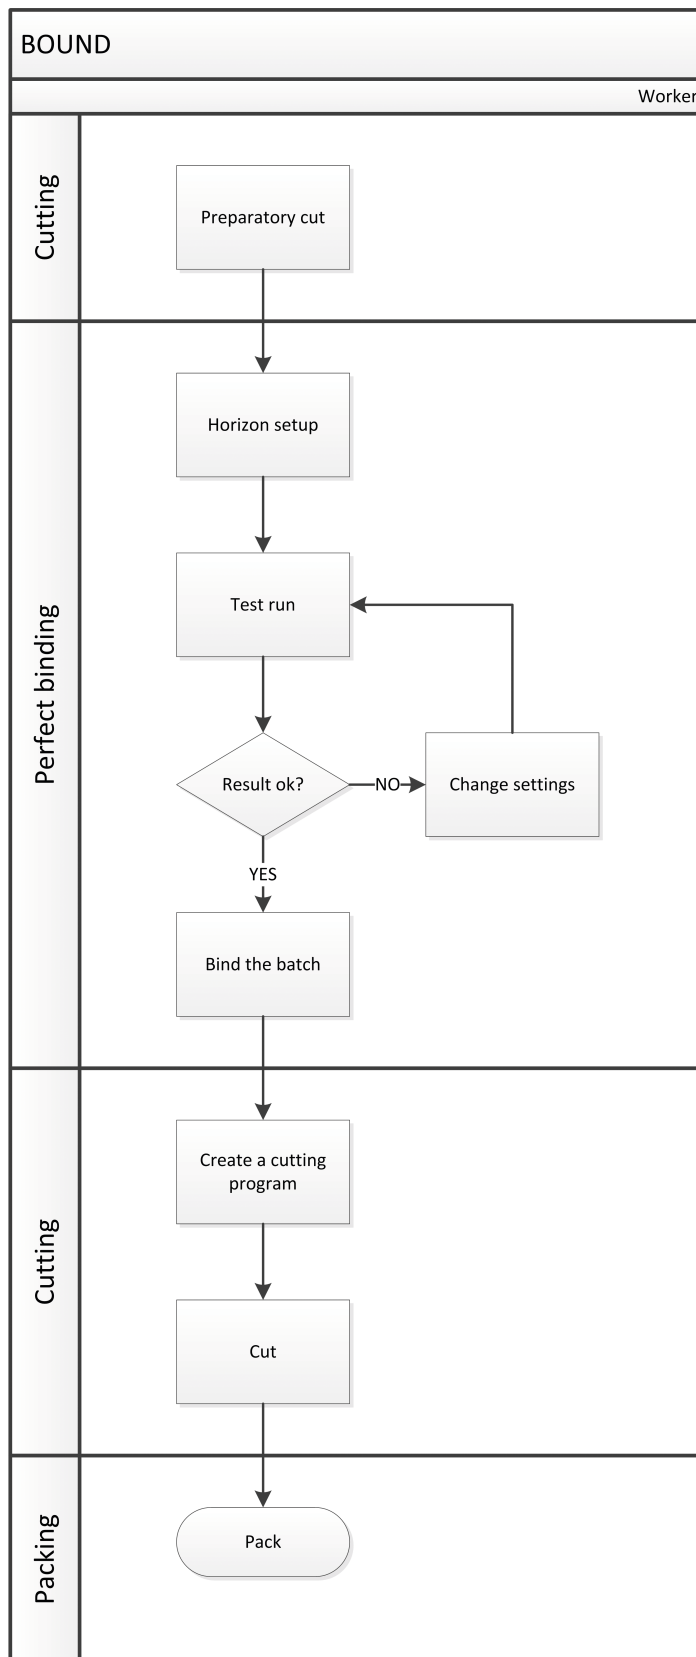 BOUND
Worker
Cutting
Preparatory cut
Perfect binding
Horizon setup
Test run
Result ok?
NO
Change settings
YES
Bind the batch
Cutting
Create a cutting
program
Cut
Packing
Pack